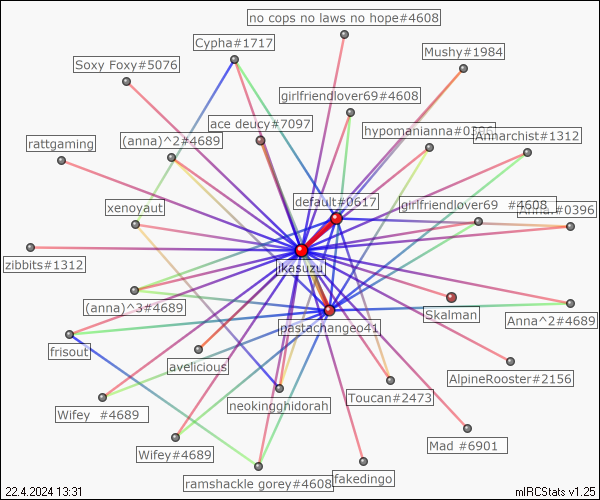 no cops no laws no hope#4608
Cypha#1717
Mushy#1984
Soxy Foxy#5076
girlfriendlover69#4608
ace deucy#7097
hypomanianna#0396
Annarchist#1312
rattgaming
(anna)^2#4689
default#0617
xenoyaut
girlfriendlover69 #4608
Anna.#0396
zibbits#1312
ikasuzu
(anna)^3#4689
Skalman
Anna^2#4689
pastachangeo41
frisout
avelicious
AlpineRooster#2156
Toucan#2473
neokingghidorah
Wifey #4689
Mad #6901
Wifey#4689
fakedingo
ramshackle gorey#4608
22.4.2024 13:31
mIRCStats v1.25